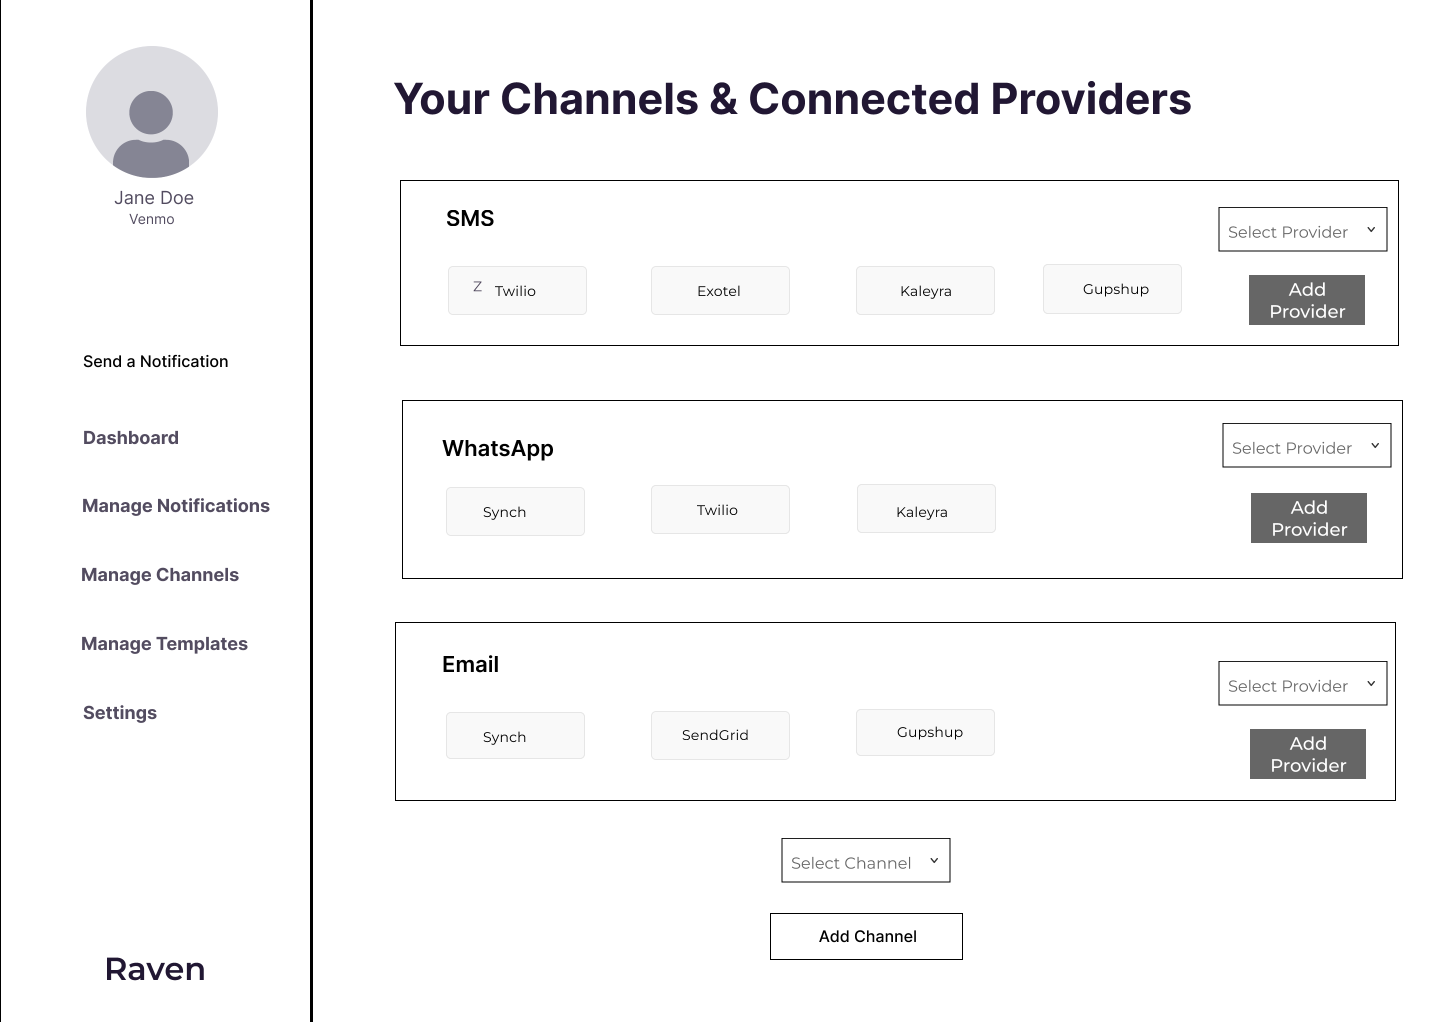 Jane Doe
Venmo
Send a Notification
Dashboard
Manage Notifications
Manage Channels
Manage Templates
Settings
Raven
Your Channels & Connected Providers
SMS
Select Provider
Z Twilio
Exotel
Kaleyra
Gupshup
Add
Provider
WhatsApp
Select Provider
Synch
Twilio
Kaleyra
Add
Provider
Email
Select Provider
Synch
SendGrid
Gupshup
Add
Provider
Select Channel
Add Channel